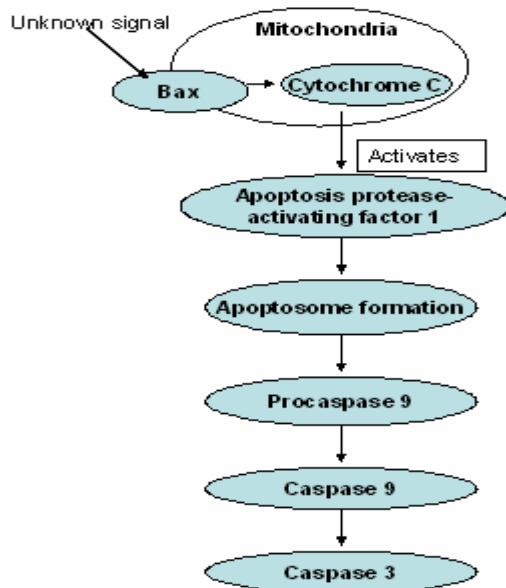 Unknown signal
Mitochondria
Bax
Cytochrome C
Activates
Apoptosis protease-
activating factor 1
Apoptosome formation
Procaspase 9
Caspase 9
Caspase 3